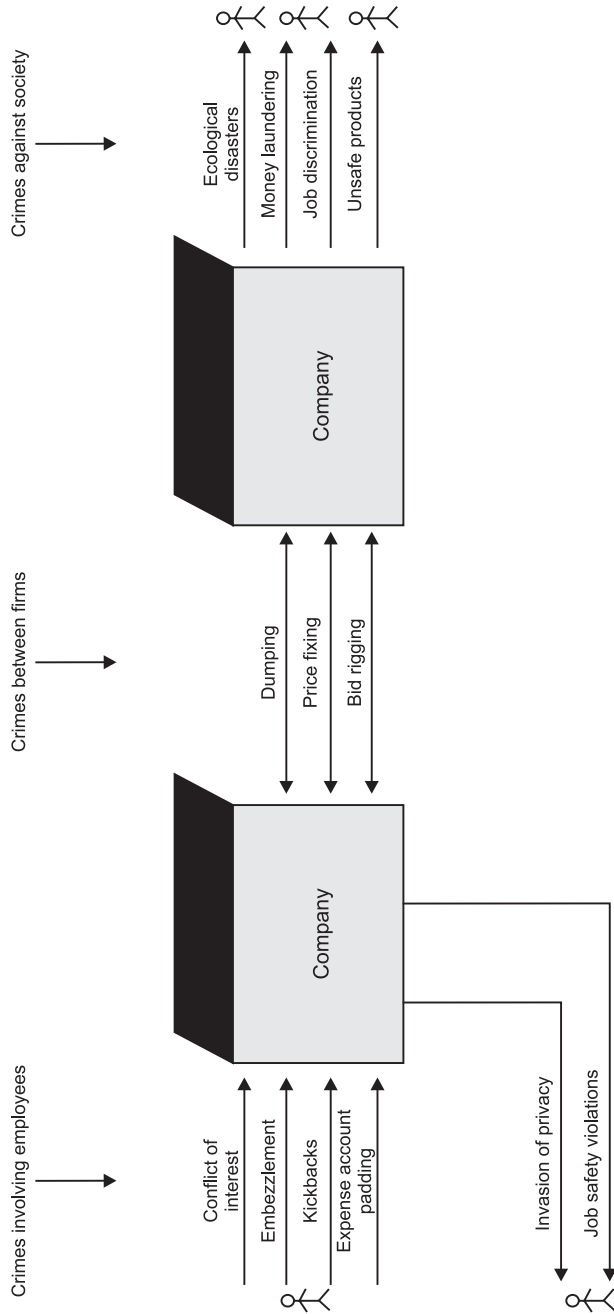 Crimes involving employees
Crimes between firms
Crimes against society
Conflict of
interest
Embezzlement
Kickbacks
Expense account
padding
Company
Dumping
Price fixing
Bid rigging
Company
Ecological
disasters
Money laundering
Job discrimination
Unsafe products
Invasion of privacy
Job safety violations